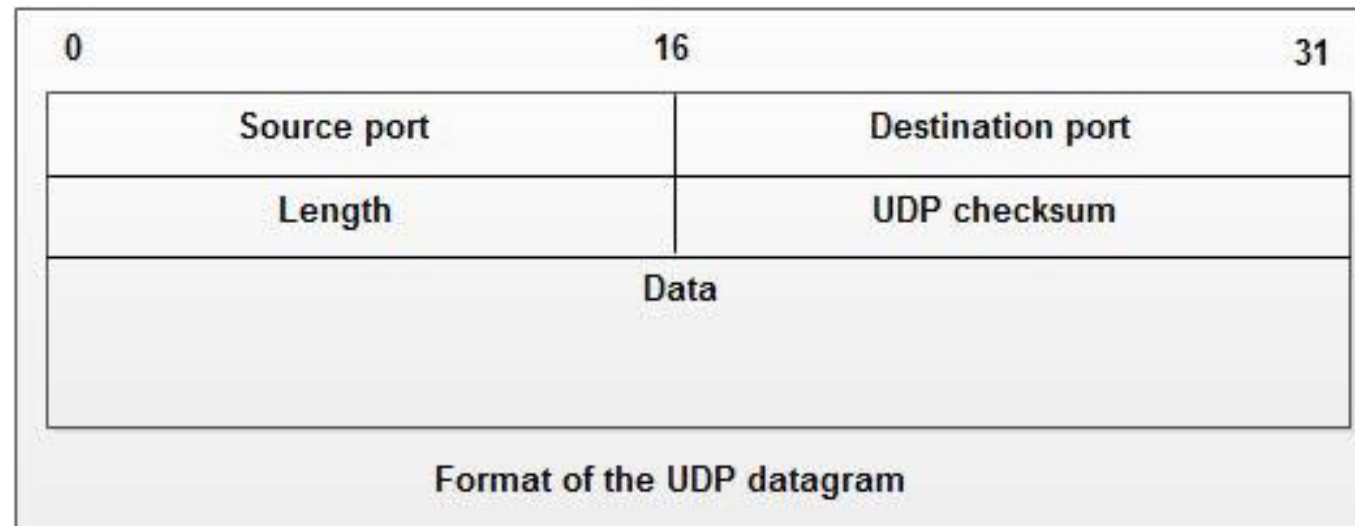 0 16 31
Source port Destination port
Length UDP checksum
Data
Format of the UDP datagram